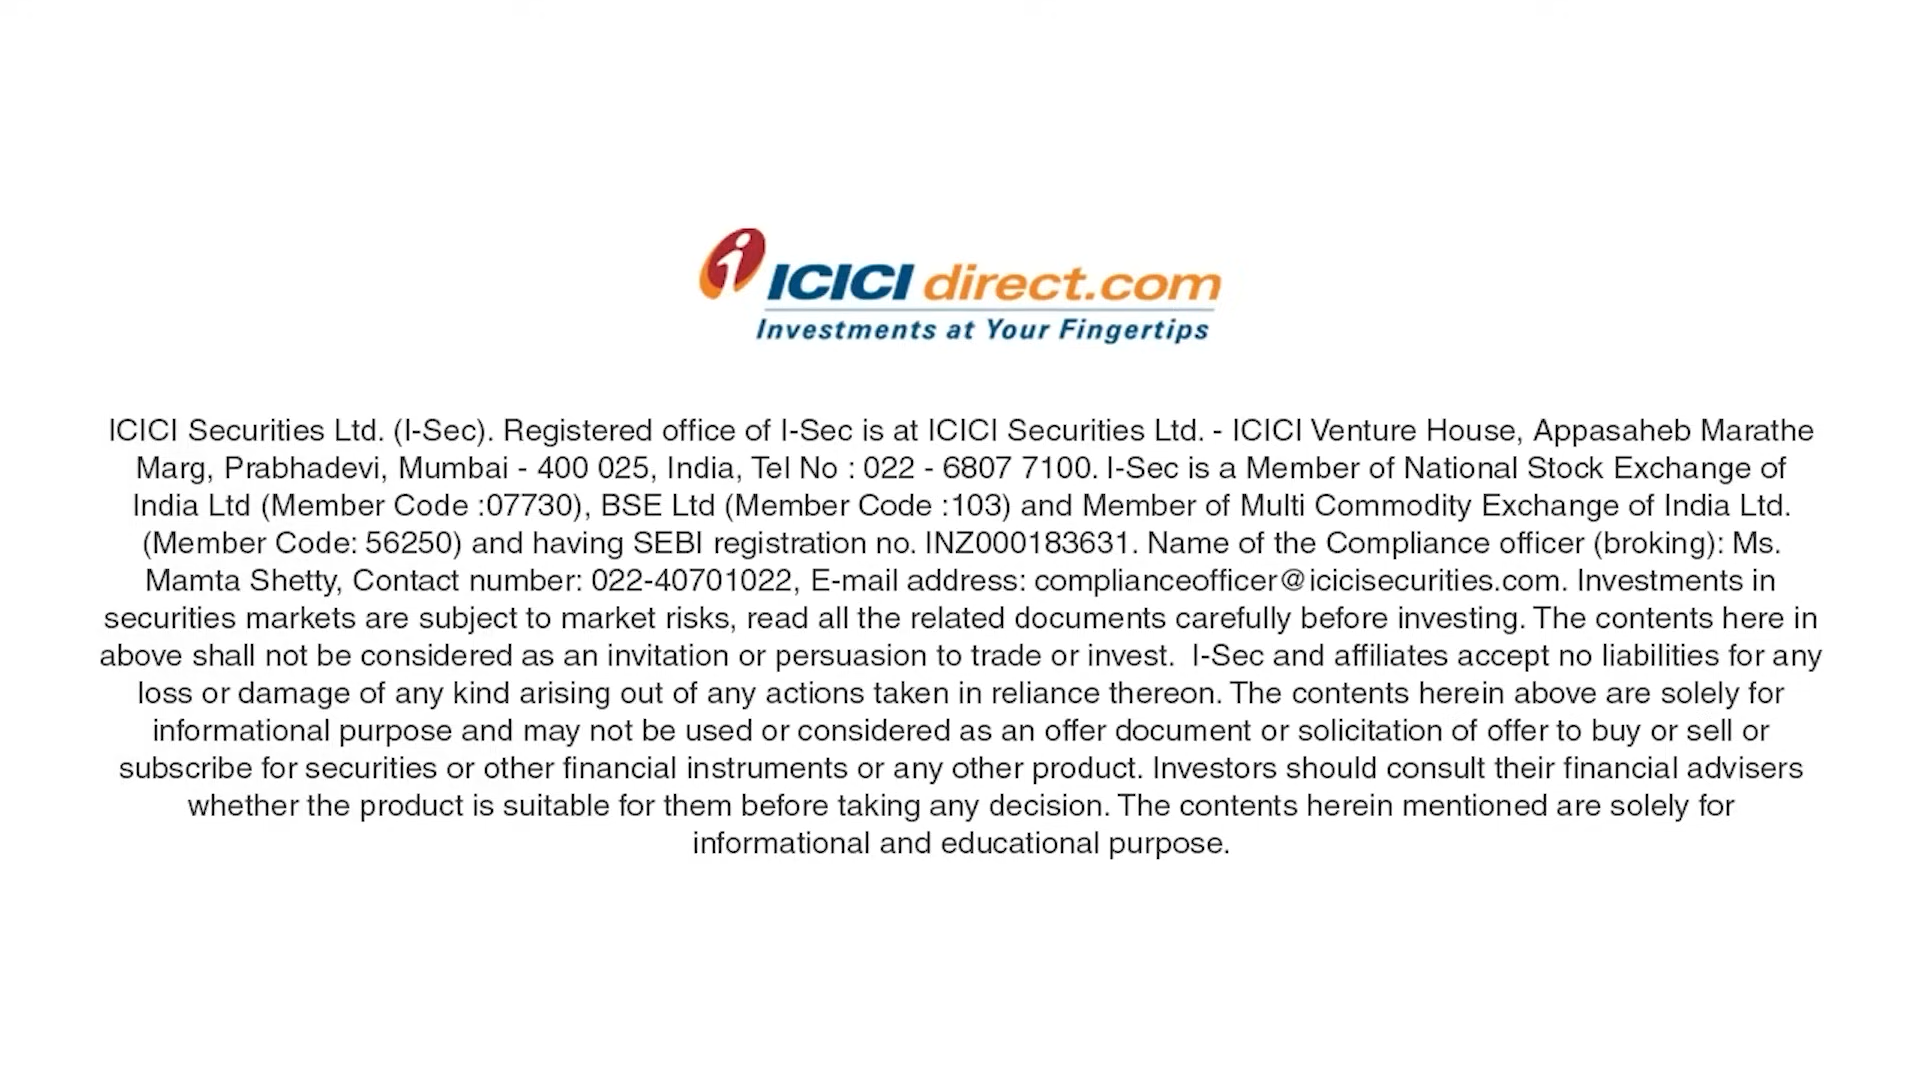 i ICICI direct.com
Investments at Your Fingertips
ICICI Securities Ltd. (I-Sec). Registered office of I-Sec is at ICICI Securities Ltd. - ICICI Venture House, Appasaheb Marathe
Marg, Prabhadevi, Mumbai - 400 025, India, Tel No : 022 - 6807 7100. I-Sec is a Member of National Stock Exchange of
India Ltd (Member Code :07730), BSE Ltd (Member Code :103) and Member of Multi Commodity Exchange of India Ltd.
(Member Code: 56250) and having SEBI registration no. INZ000183631. Name of the Compliance officer (broking): Ms.
Mamta Shetty, Contact number: 022-40701022, E-mail address: complianceofficer@icicisecurities.com. Investments in
securities markets are subject to market risks, read all the related documents carefully before investing. The contents here in
above shall not be considered as an invitation or persuasion to trade or invest.  I-Sec and affiliates accept no liabilities for any
loss or damage of any kind arising out of any actions taken in reliance thereon. The contents herein above are solely for
informational purpose and may not be used or considered as an offer document or solicitation of offer to buy or sell or
subscribe for securities or other financial instruments or any other product. Investors should consult their financial advisers
whether the product is suitable for them before taking any decision. The contents herein mentioned are solely for
informational and educational purpose.